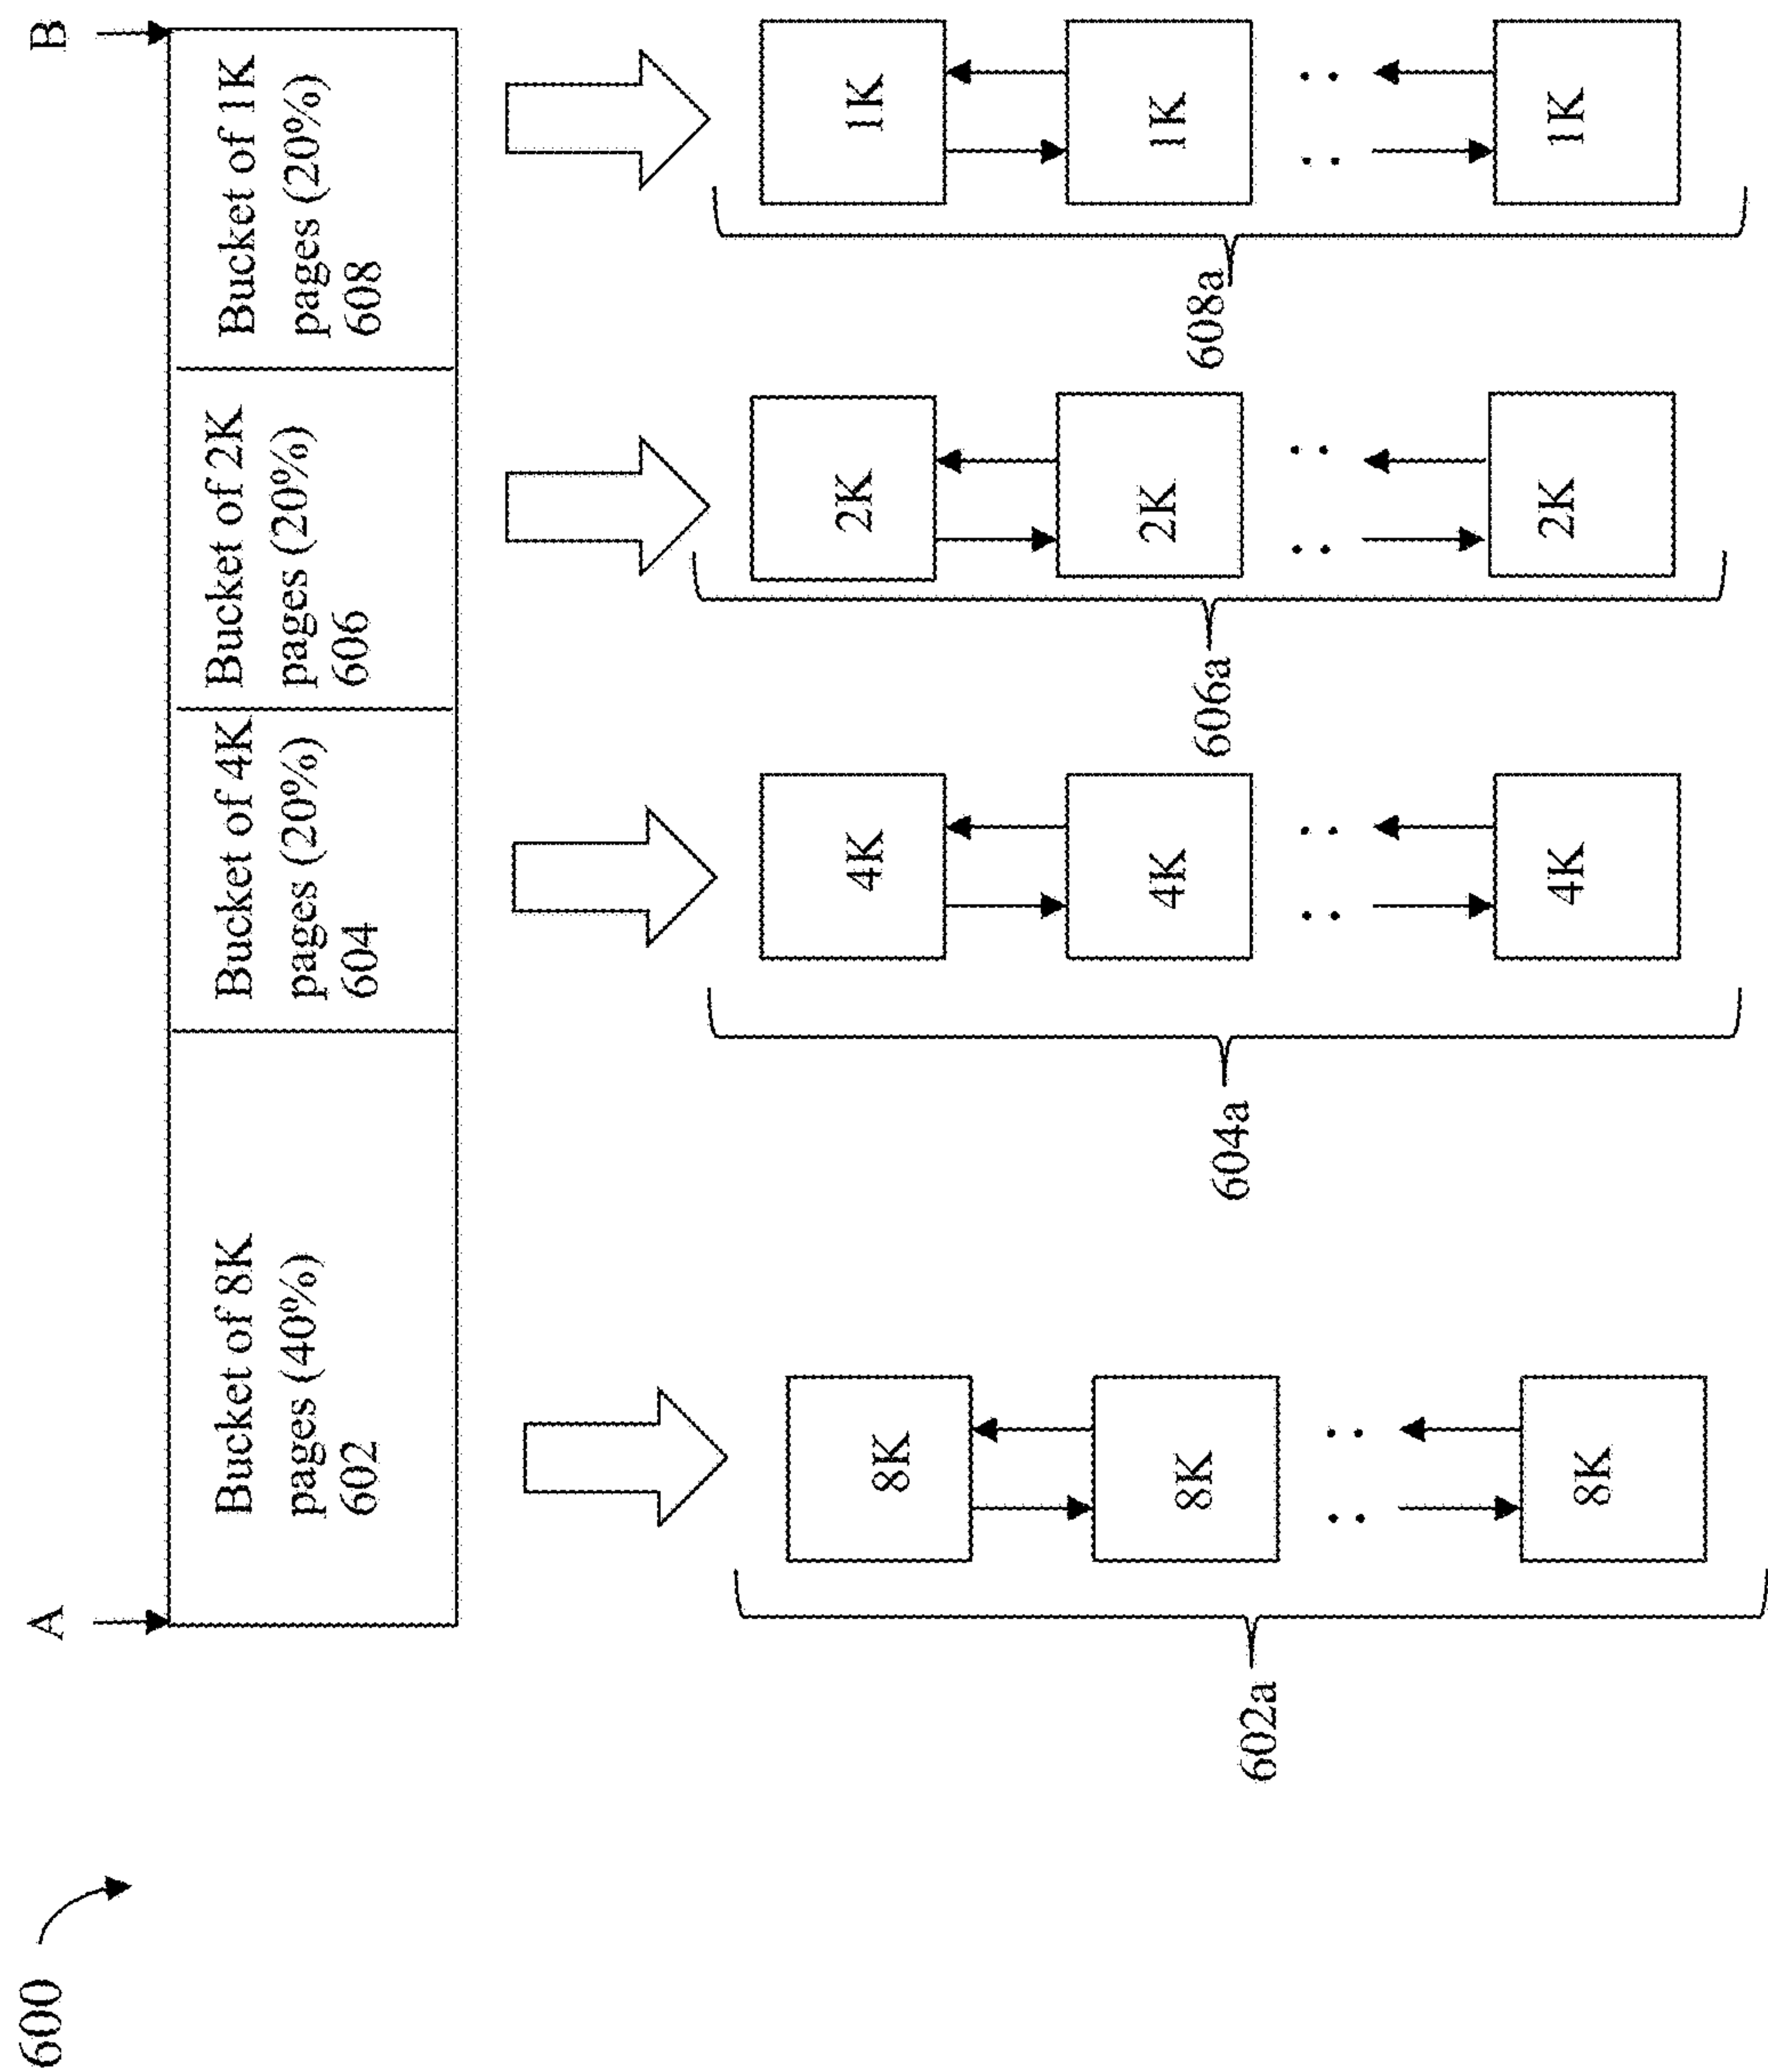 600
A
B
Bucket of 8K
pages (40%)
602
Bucket of 4K
pages (20%)
604
Bucket of 2K
pages (20%)
606
Bucket of 1K
pages (20%)
608
602a
8K
8K
: :
8K
604a
4K
4K
: :
4K
606a
2K
2K
: :
2K
608a
1K
1K
: :
1K